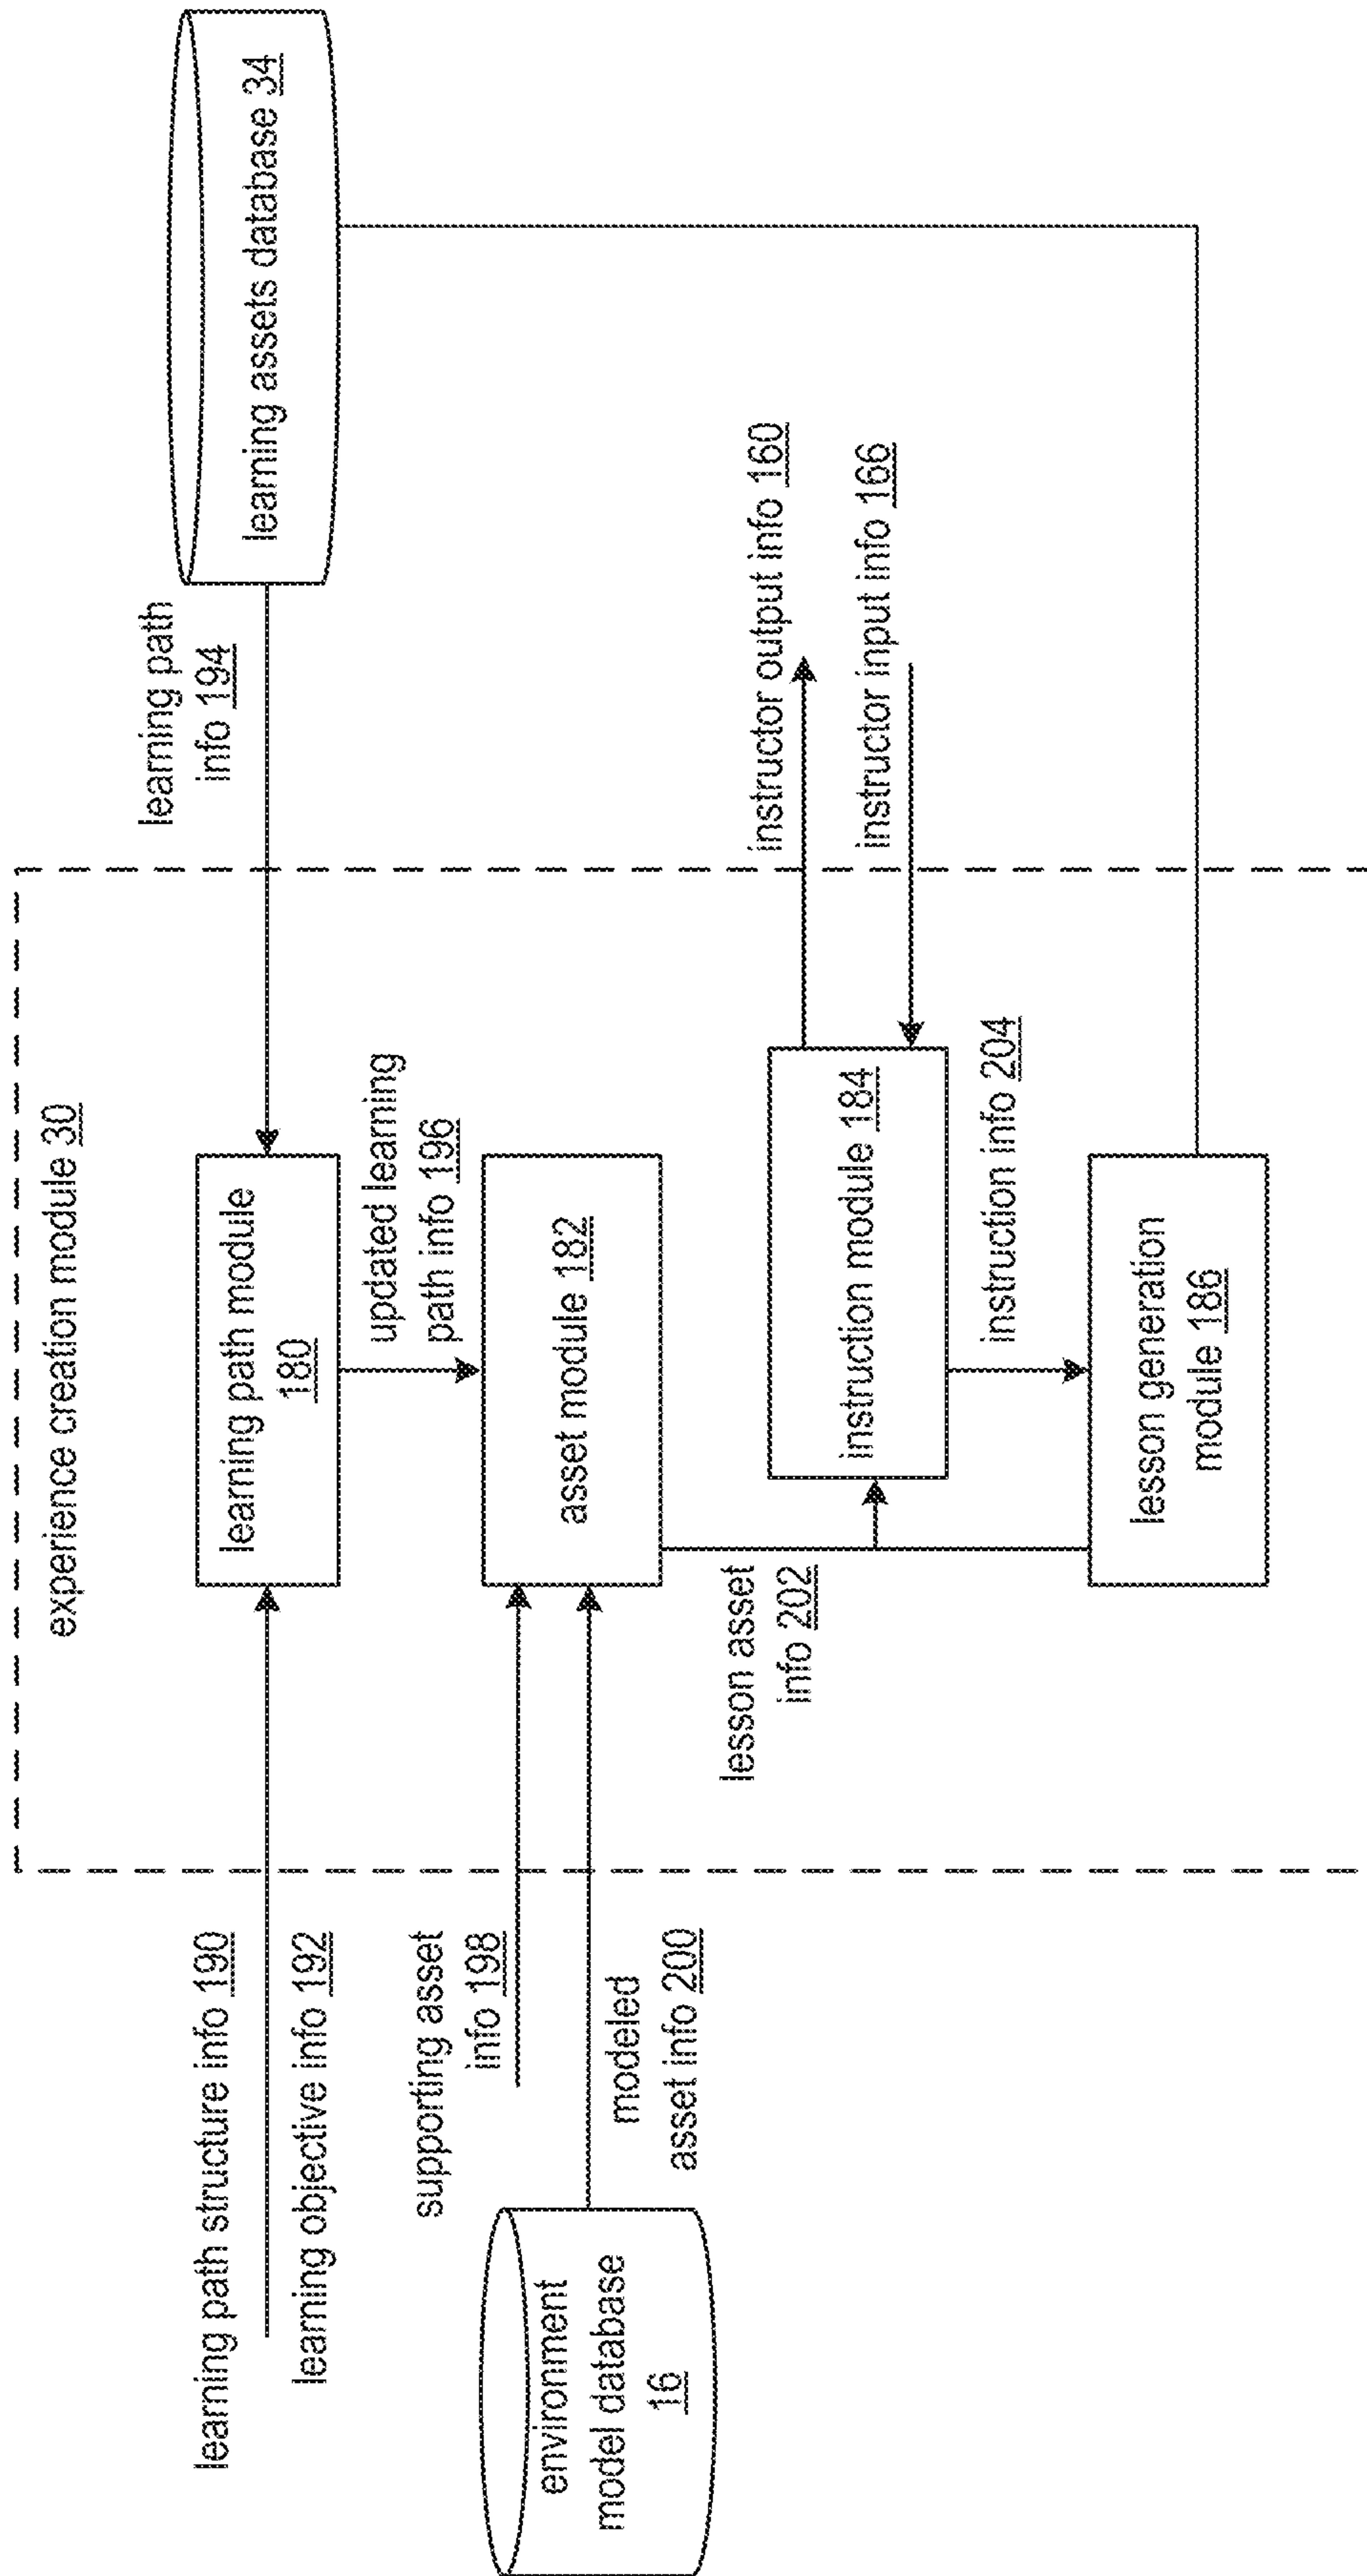 experience creation module 30
learning path structure info 190
learning objective info 192
learning path module
180
learning path
info 194
learning assets database 34
updated learning
path info 196
supporting asset
info 198
environment
model database
16
modeled
asset info 200
asset module 182
lesson asset
info 202
instruction module 184
instructor output info 160
instructor input info 166
instruction info 204
lesson generation
module 186